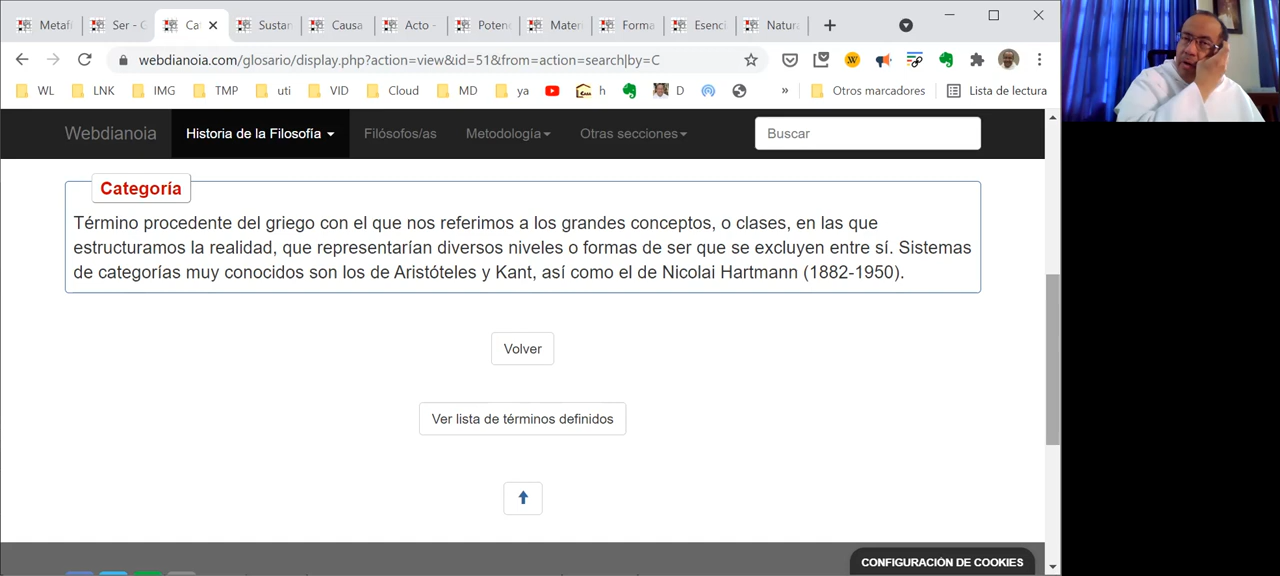 Metafí Ser - G Ca Sustan Causa Acto - Potenc Mater Forma Esenci Natura
webdianoia.com/glosario/display.php?action=view&id=51&from=action=search|by=C
WL LNK IMG TMP uti VID Cloud MD ya h D » Otros marcadores Lista de lectura
Webdianoia Historia de la Filosofía Filósofos/as Metodología Otras secciones Buscar
Categoría
Término procedente del griego con el que nos referimos a los grandes conceptos, o clases, en las que
estructuramos la realidad, que representarían diversos niveles o formas de ser que se excluyen entre sí. Sistemas
de categorías muy conocidos son los de Aristóteles y Kant, así como el de Nicolai Hartmann (1882-1950).
Volver
Ver lista de términos definidos
CONFIGURACIÓN DE COOKIES